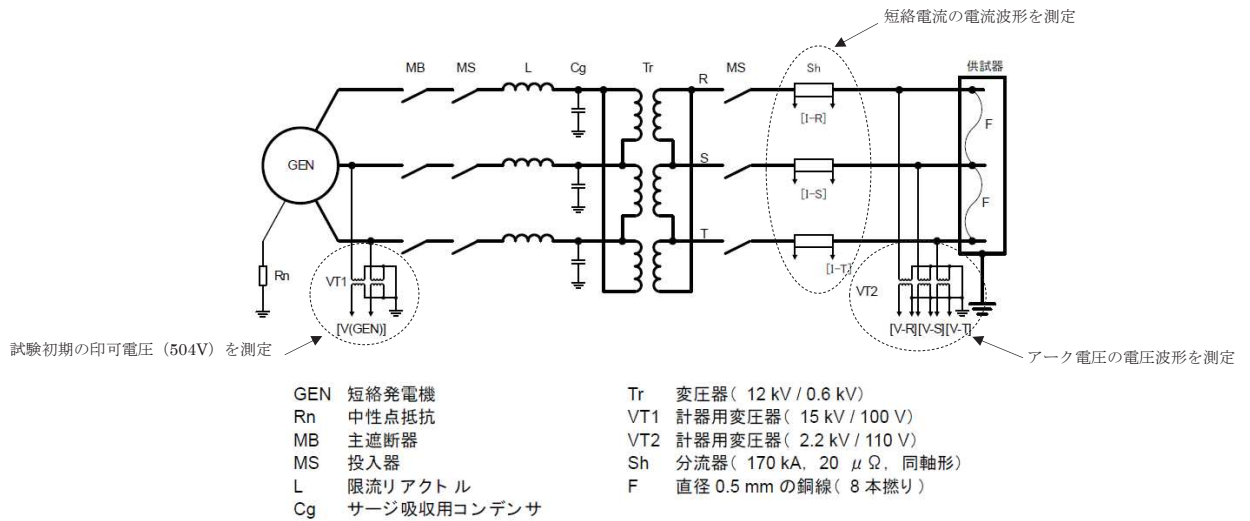 短絡電流の電流波形を測定
MB MS L Cg Tr MS Sh 供試器
R
[I-R]
F
GEN
S
[I-S]
F
T
[I-T]
Rn
VT1
VT2
[V(GEN)]
[V-R][V-S][V-T]
試験初期の印可電圧（504V）を測定
アーク電圧の電圧波形を測定
GEN 短絡発電機
Rn 中性点抵抗
MB 主遮断器
MS 投入器
L 限流リアクトル
Cg サージ吸収用コンデンサ
Tr 変圧器( 12 kV / 0.6 kV)
VT1 計器用変圧器( 15 kV / 100 V)
VT2 計器用変圧器( 2.2 kV / 110 V)
Sh 分流器( 170 kA, 20 μΩ, 同軸形)
F 直径 0.5 mm の銅線( 8 本撚り )